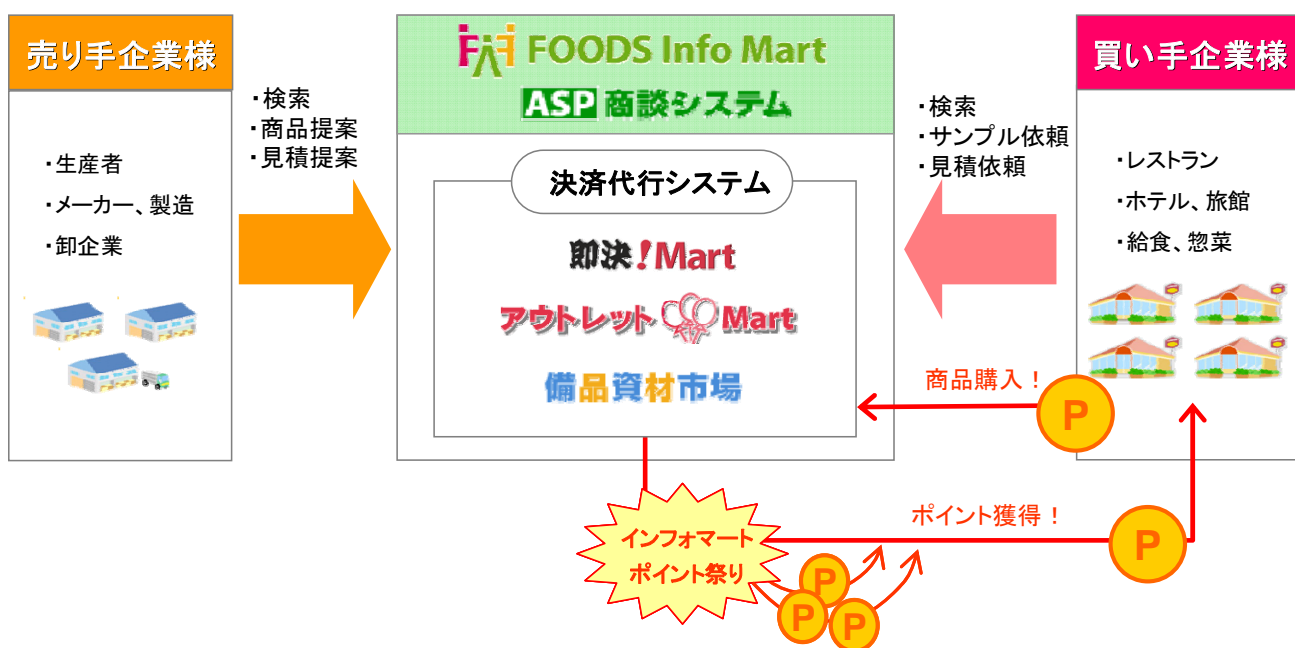 売り手企業様
・生産者
・メーカー、製造
・卸企業
・検索
・商品提案
・見積提案
FOODS Info Mart
ASP 商談システム
決済代行システム
即決!Mart
アウトレット Mart
備品資材市場
・検索
・サンプル依頼
・見積依頼
買い手企業様
・レストラン
・ホテル、旅館
・給食、惣菜
商品購入！
P
インフォマート
ポイント祭り
ポイント獲得！
P
P
P
P